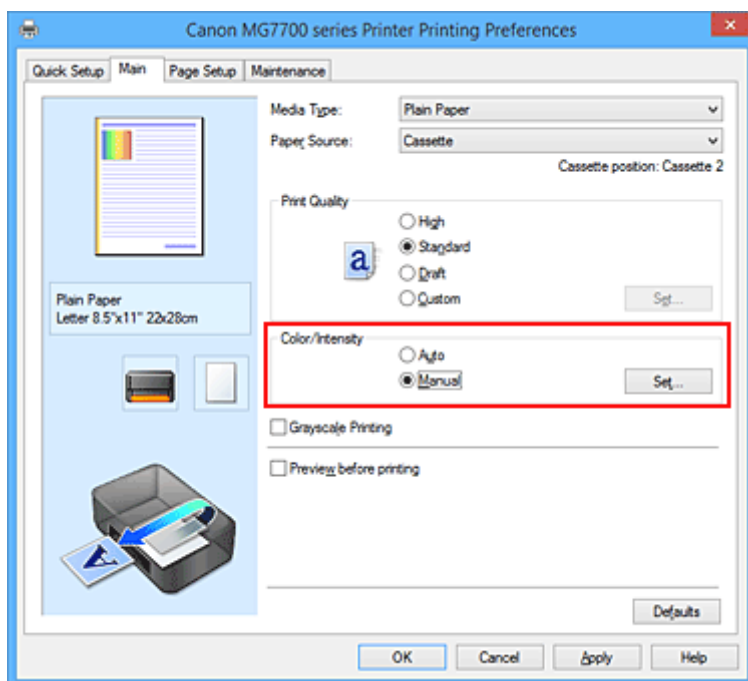 Canon MG7700 series Printer Printing Preferences
Quick Setup Main Page Setup Maintenance
Media Type: Plain Paper
Paper Source: Cassette
Cassette position: Cassette 2
Print Quality
High
a Standard
Draft
Custom Set...
Plain Paper
Letter 8.5"x11" 22x28cm
Color/Intensity
Auto
Manual Set...
Grayscale Printing
Preview before printing
A
Defaults
OK Cancel Apply Help